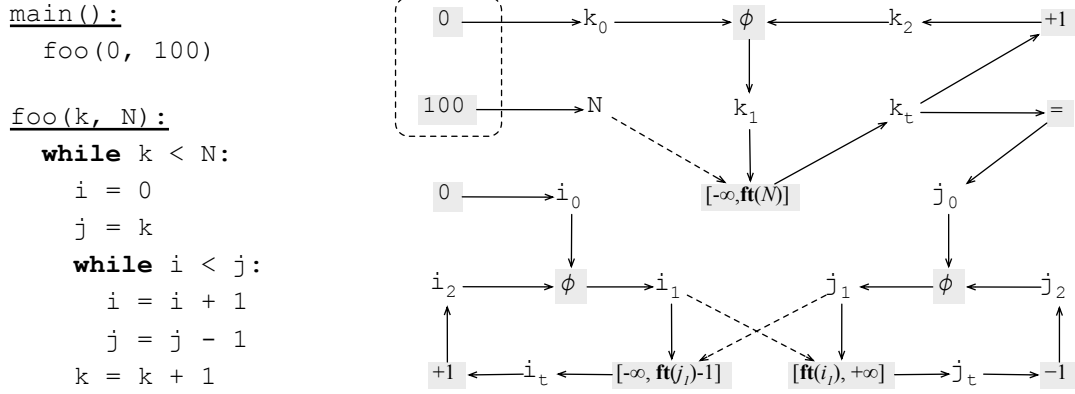 main():
foo(0, 100)
foo(k, N):
while k < N:
i = 0
j = k
while i < j:
i = i + 1
j = j - 1
k = k + 1
0 k₀ ϕ k₂ +1
100 N k₁ kₜ =
0 i₀ [-∞,ft(N)] j₀
i₂ ϕ i₁ j₁ ϕ j₂
+1 iₜ [-∞, ft(j₁)-1] [ft(i₁), +∞] jₜ −1